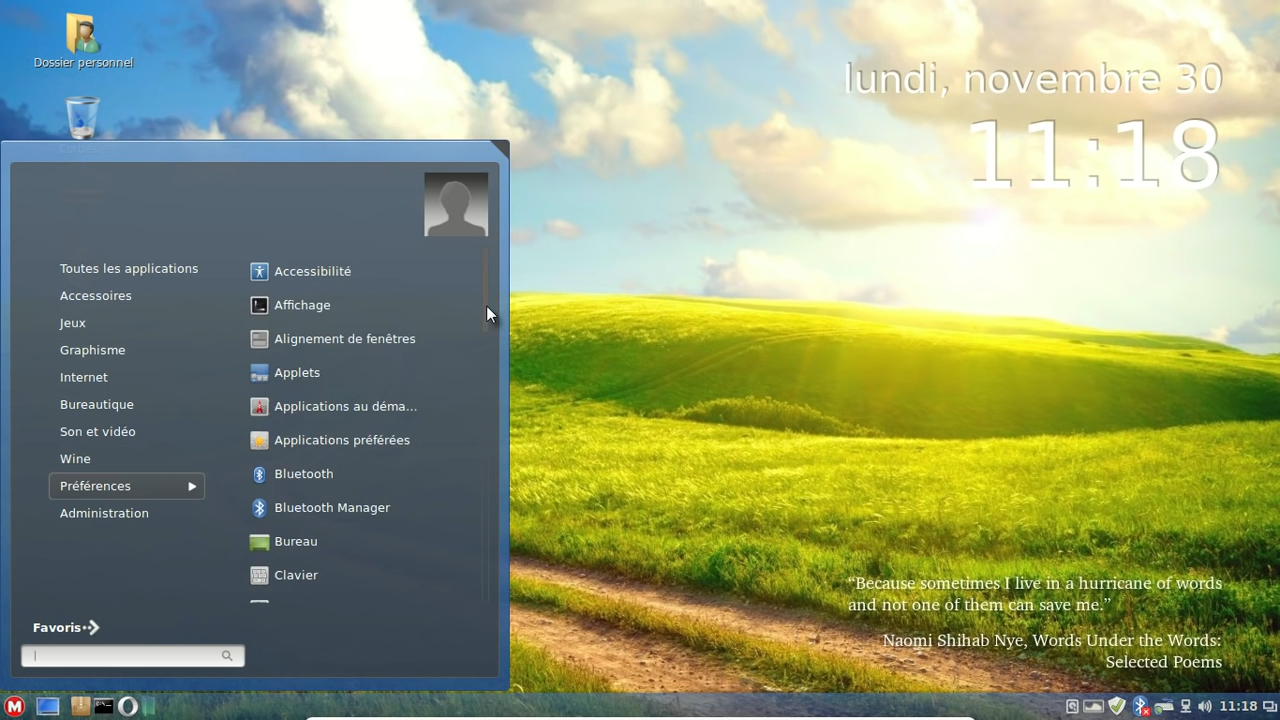 Dossier personnel
lundi, novembre 30
11:18
Toutes les applications
Accessoires
Jeux
Graphisme
Internet
Bureautique
Son et vidéo
Wine
Préférences
Administration
Accessibilité
Affichage
Alignement de fenêtres
Applets
Applications au déma...
Applications préférées
Bluetooth
Bluetooth Manager
Bureau
Clavier
Favoris
“Because sometimes I live in a hurricane of words
and not one of them can save me.”
Naomi Shihab Nye, Words Under the Words:
Selected Poems
11:18